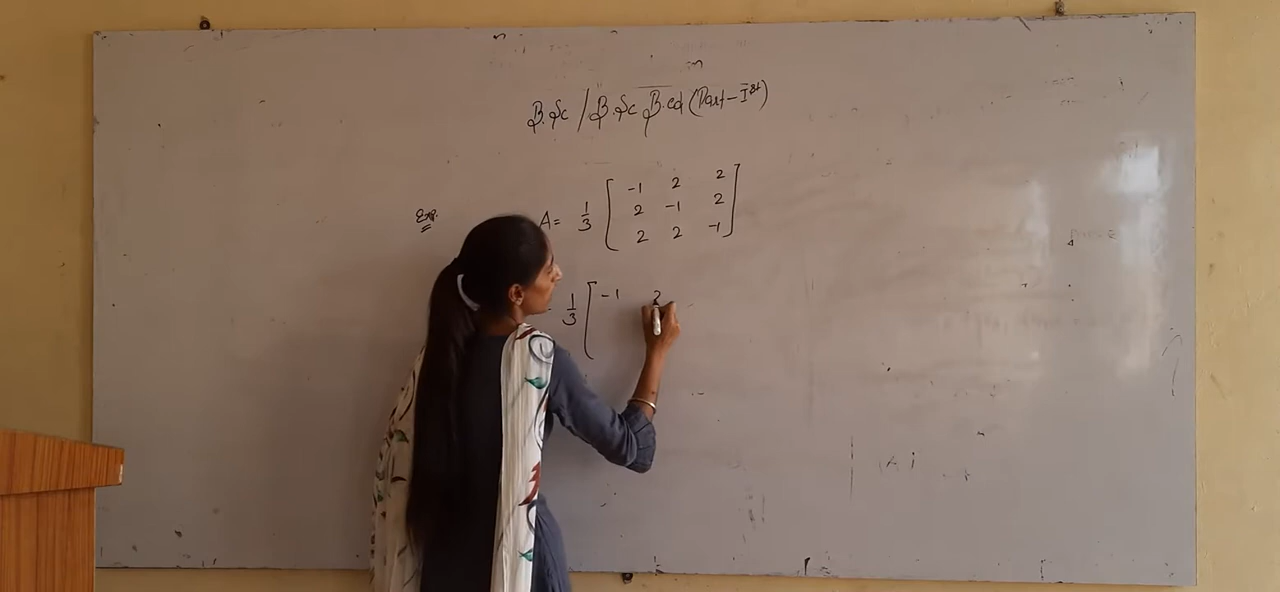 B.Sc / B.Sc B.ed (Part - Ist)
Exp. A = 1/3 [ -1 2 2
2 -1 2
2 2 -1 ]
1/3 [ -1 2